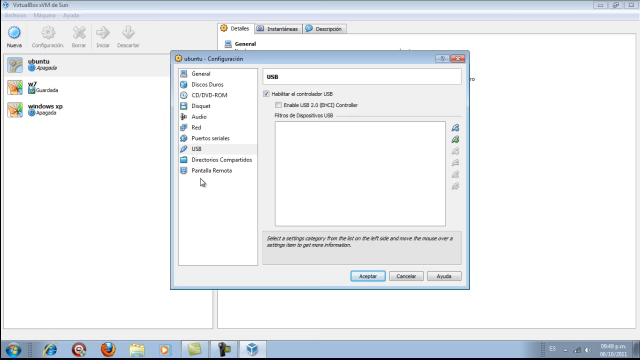 VirtualBox xVM de Sun
Archivo Máquina Ayuda
Nueva Configuración Borrar Iniciar Descartar
Detalles Instantáneas Descripción
General
ubuntu
Apagada
w7
Guardada
windows xp
Apagada
ubuntu - Configuración
General
Discos Duros
CD/DVD-ROM
Disquet
Audio
Red
Puertos seriales
USB
Directorios Compartidos
Pantalla Remota
USB
Habilitar el controlador USB
Enable USB 2.0 (EHCI) Controller
Filtros de Dispositivos USB
Select a settings category from the list on the left side and move the mouse over a
settings item to get more information.
Aceptar Cancelar Ayuda
ES
09:49 p.m.
06/10/2011